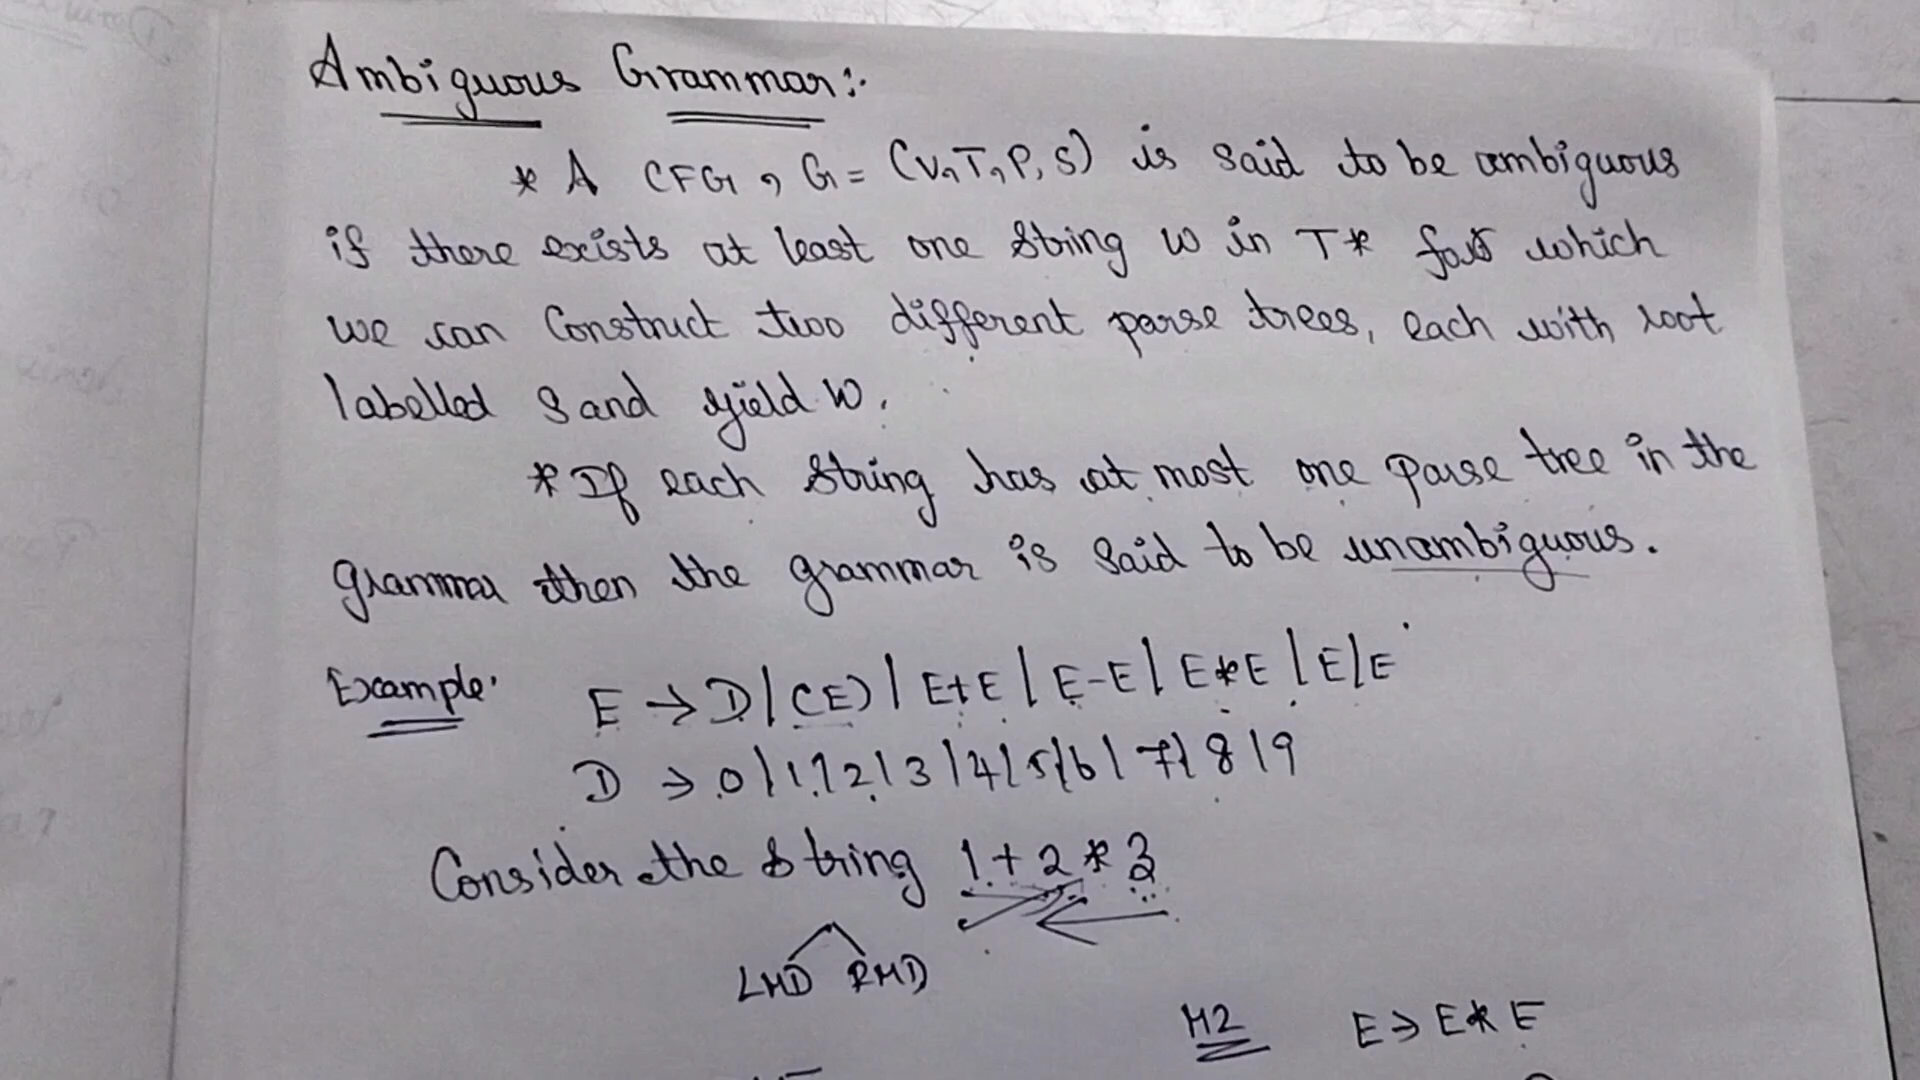 Ambiguous Grammar:-
* A CFG, G = (V, T, P, S) is said to be ambiguous
if there exists at least one string w in T* for which
we can Construct two different parse trees, each with root
labelled S and yield w.
* If each string has at most one parse tree in the
grammar then the grammar is said to be unambiguous.
Example: E → D | (E) | E+E | E-E | E*E | E/E
D → 0 | 1 | 2 | 3 | 4 | 5 | 6 | 7 | 8 | 9
Consider the string 1 + 2 * 3
LMD RMD
M2 E → E * E